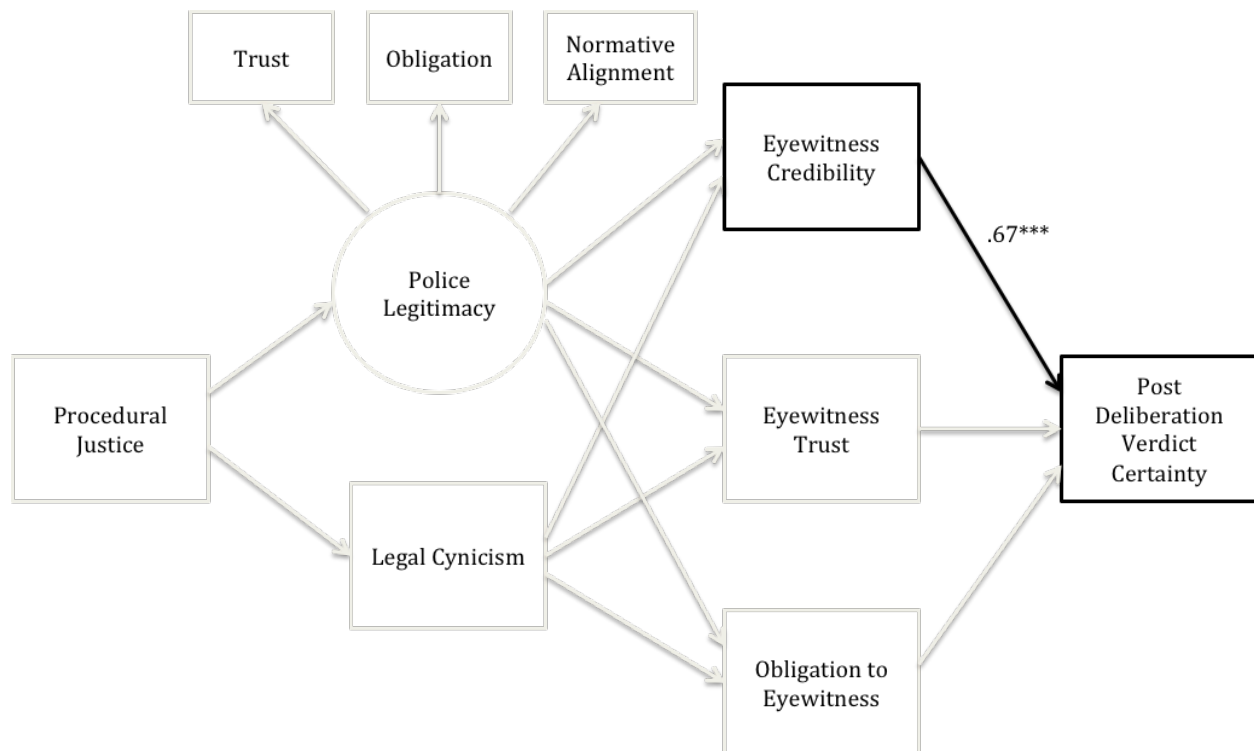 Trust
Obligation
Normative
Alignment
Eyewitness
Credibility
.67***
Police
Legitimacy
Procedural
Justice
Eyewitness
Trust
Post
Deliberation
Verdict
Certainty
Legal Cynicism
Obligation to
Eyewitness